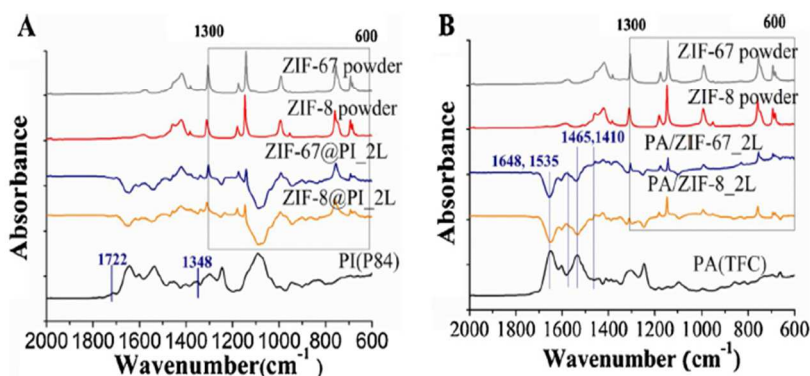 A
1300
600
ZIF-67 powder
ZIF-8 powder
ZIF-67@PI_2L
ZIF-8@PI_2L
1722
1348
PI(P84)
Absorbance
2000 1800 1600 1400 1200 1000 800 600
Wavenumber(cm-1)
B
1300
600
ZIF-67 powder
ZIF-8 powder
1465,1410
PA/ZIF-67_2L
1648, 1535
PA/ZIF-8_2L
PA(TFC)
Absorbance
2000 1800 1600 1400 1200 1000 800 600
Wavenumber (cm-1)